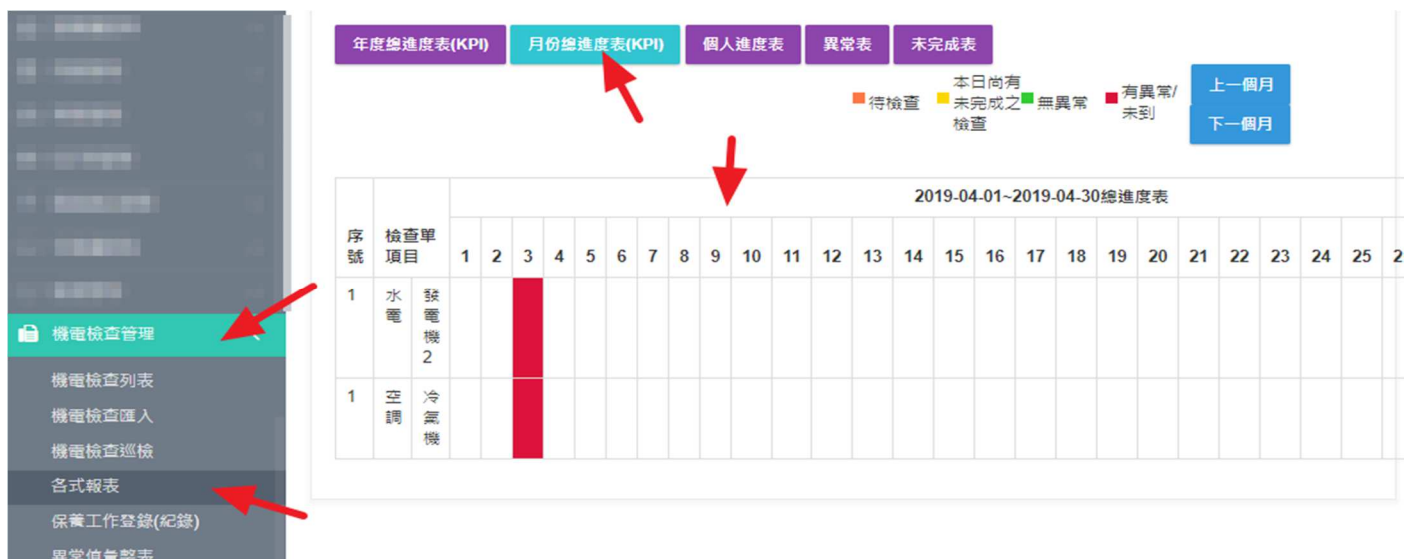 年度總進度表(KPI)
月份總進度表(KPI)
個人進度表
異常表
未完成表
待檢查
本日尚有
未完成之
檢查
無異常
有異常/
未到
上一個月
下一個月
2019-04-01~2019-04-30總進度表
序
號
檢查單
項目
1 2 3 4 5 6 7 8 9 10 11 12 13 14 15 16 17 18 19 20 21 22 23 24 25 2
1
水
電
發
電
機
2
1
空
調
冷
氣
機
機電檢查管理
機電檢查列表
機電檢查匯入
機電檢查巡檢
各式報表
保養工作登錄(紀錄)
異常值彙整表